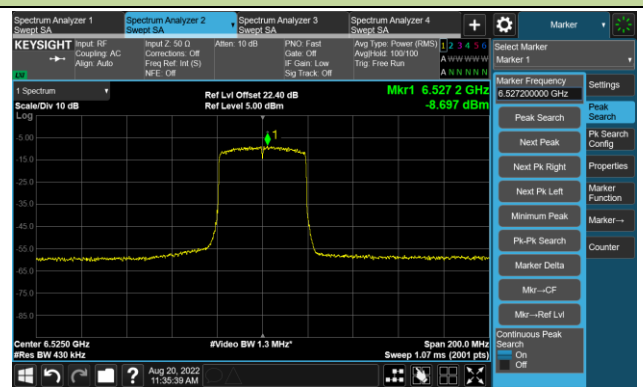 Spectrum Analyzer 1
Swept SA
Spectrum Analyzer 2
Swept SA
Spectrum Analyzer 3
Swept SA
Spectrum Analyzer 4
Swept SA
Marker
KEYSIGHT
Input: RF
Coupling: AC
Align: Auto
Input Z: 50 Ω
Corrections: Off
Freq Ref: Int (S)
NFE: Off
Atten: 10 dB
PNO: Fast
Gate: Off
IF Gain: Low
Sig Track: Off
Avg Type: Power (RMS)
Avg|Hold: 100/100
Trig: Free Run
1 2 3 4 5 6
A W W W W W
A N N N N N
LV
Select Marker
Marker 1
1 Spectrum
Scale/Div 10 dB
Log
Ref Lvl Offset 22.40 dB
Ref Level 5.00 dBm
Mkr1 6.527 2 GHz
-8.697 dBm
1
-5.00
-15.0
-25.0
-35.0
-45.0
-55.0
-65.0
-75.0
-85.0
Center 6.5250 GHz
#Res BW 430 kHz
#Video BW 1.3 MHz*
Span 200.0 MHz
Sweep 1.07 ms (2001 pts)
Marker Frequency
6.527200000 GHz
Peak Search
Next Peak
Next Pk Right
Next Pk Left
Minimum Peak
Pk-Pk Search
Marker Delta
Mkr→CF
Mkr→Ref Lvl
Continuous Peak
Search
On
Off
Settings
Peak
Search
Pk Search
Config
Properties
Marker
Function
Marker→
Counter
?
Aug 20, 2022
11:35:39 AM